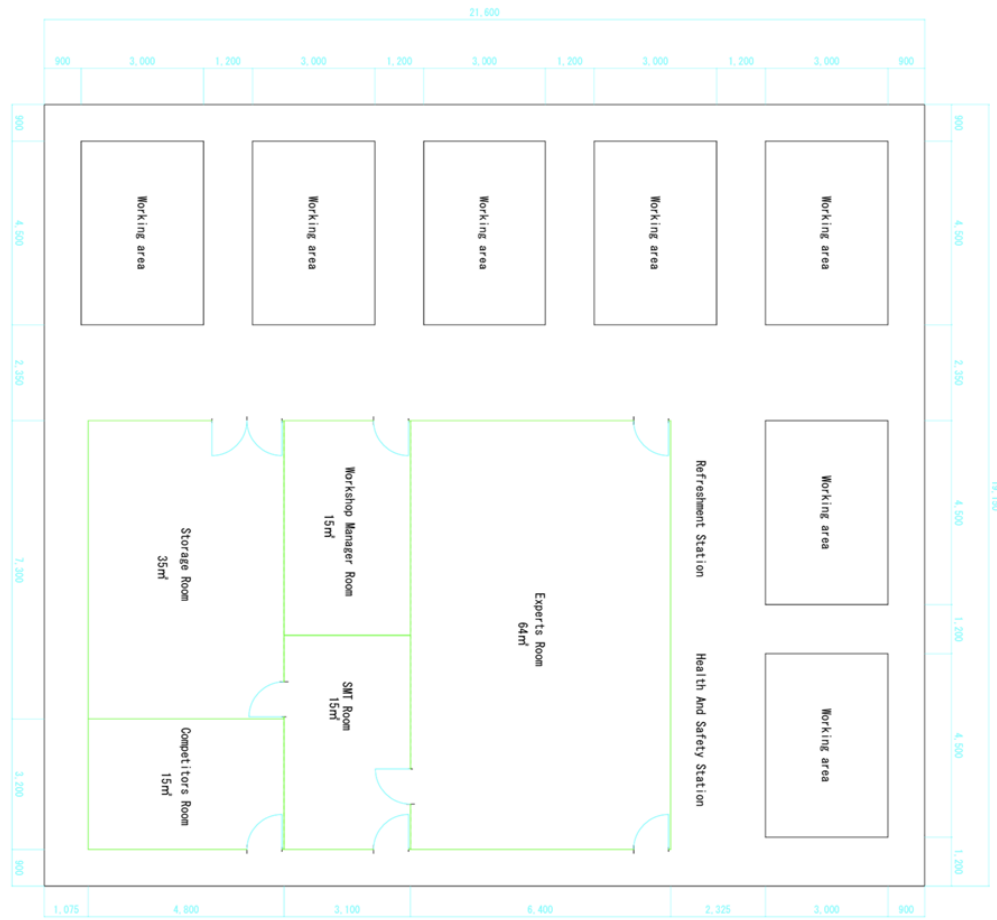 21,600
900
3,000
1,200
3,000
1,200
3,000
1,200
3,000
1,200
3,000
900
900
4,500
2,350
7,300
3,200
900
Working area
Working area
Working area
Working area
Working area
900
4,500
2,350
4,500
1,200
4,500
1,200
Storage Room
35㎡
Workshop Manager Room
15㎡
Experts Room
64㎡
Refreshment Station
Working area
SMT Room
15㎡
Competitors Room
15㎡
Health And Safety Station
Working area
1,075
4,800
3,100
6,400
2,325
3,000
900